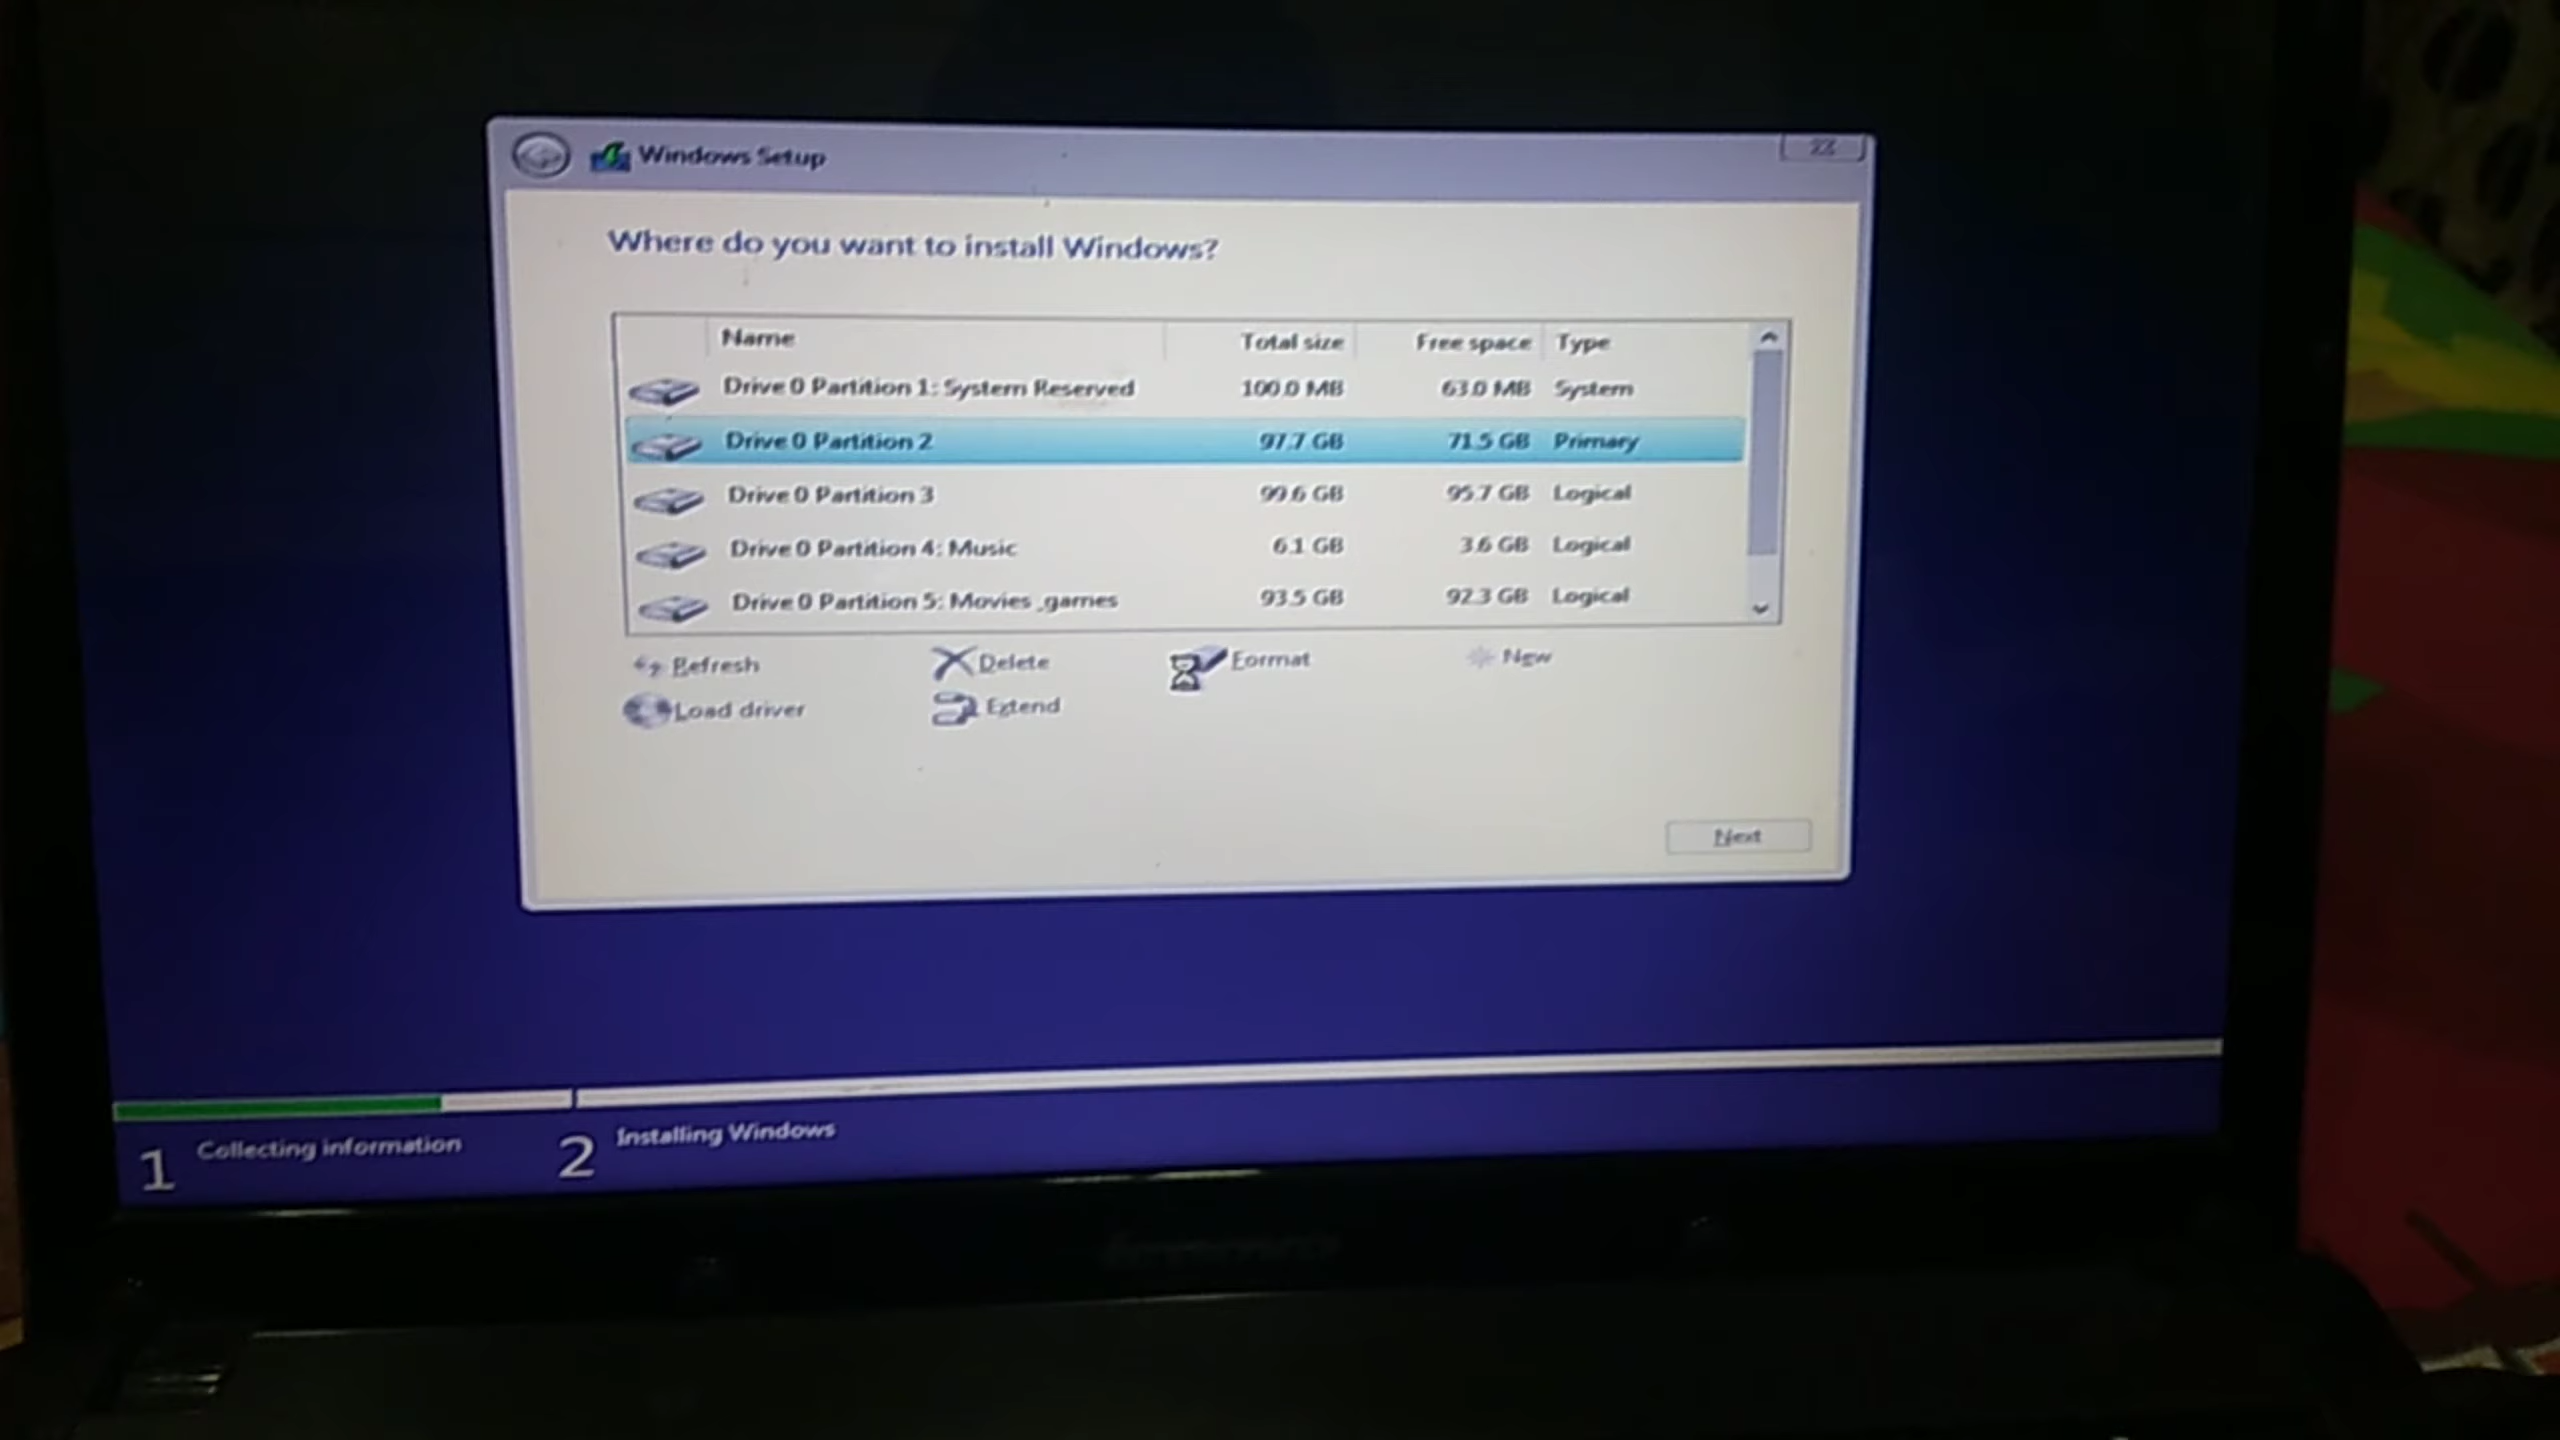 Windows Setup
Where do you want to install Windows?
Name Total size Free space Type
Drive 0 Partition 1: System Reserved 100.0 MB 63.0 MB System
Drive 0 Partition 2 97.7 GB 71.5 GB Primary
Drive 0 Partition 3 99.6 GB 95.7 GB Logical
Drive 0 Partition 4: Music 6.1 GB 3.6 GB Logical
Drive 0 Partition 5: Movies ,games 93.5 GB 92.3 GB Logical
Refresh Delete Format New
Load driver Extend
Next
1 Collecting information 2 Installing Windows
lenovo